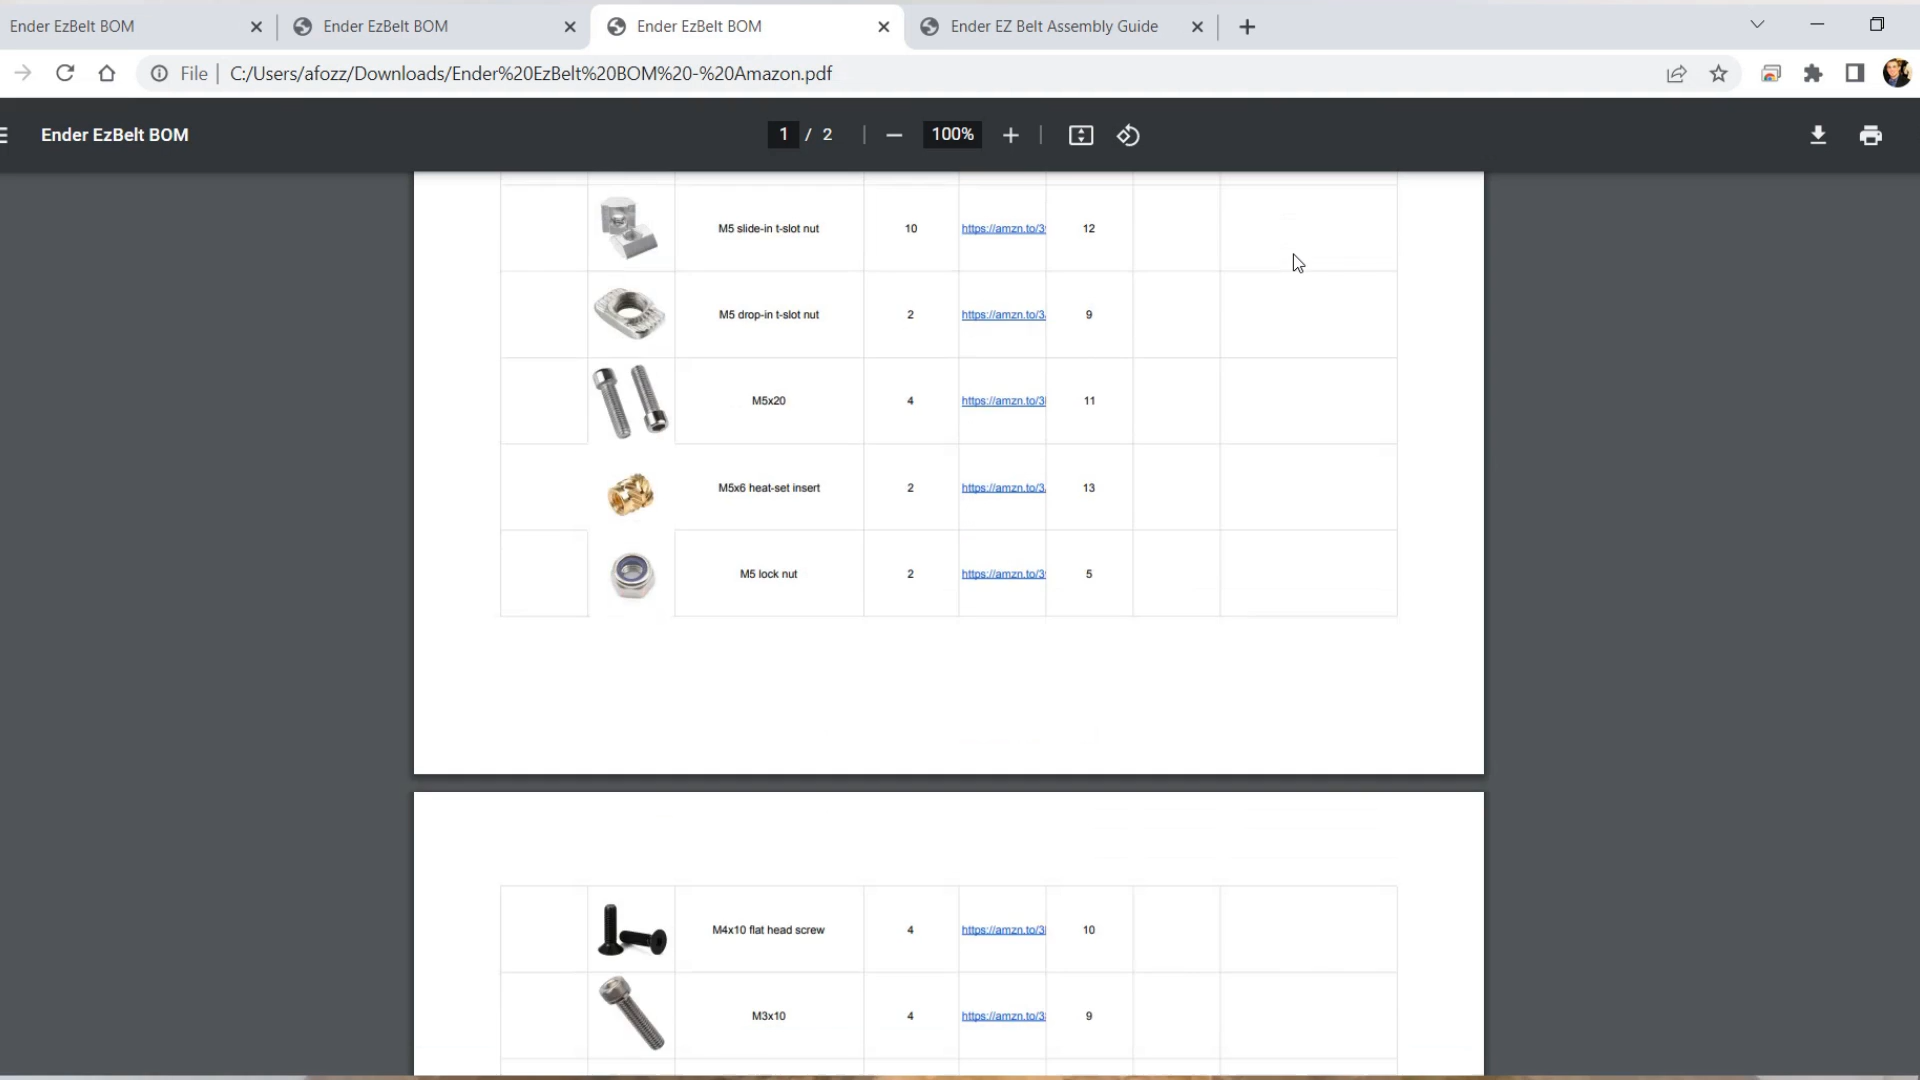 Ender EzBelt BOM
Ender EzBelt BOM
Ender EzBelt BOM
Ender EZ Belt Assembly Guide
File
C:/Users/afozz/Downloads/Ender%20EzBelt%20BOM%20-%20Amazon.pdf
Ender EzBelt BOM
1 / 2
100%
M5 slide-in t-slot nut 10 https://amzn.to/3 12
M5 drop-in t-slot nut 2 https://amzn.to/3 9
M5x20 4 https://amzn.to/3 11
M5x6 heat-set insert 2 https://amzn.to/3 13
M5 lock nut 2 https://amzn.to/3 5
M4x10 flat head screw 4 https://amzn.to/3 10
M3x10 4 https://amzn.to/3 9